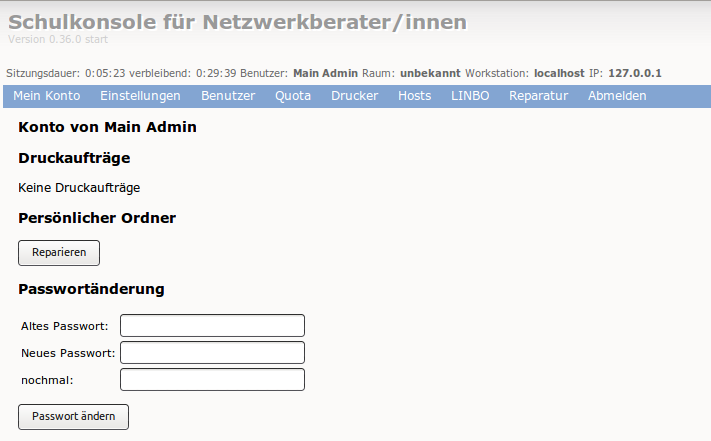 Schulkonsole für Netzwerkberater/innen
Version 0.36.0 start
Sitzungsdauer: 0:05:23 verbleibend: 0:29:39 Benutzer: Main Admin Raum: unbekannt Workstation: localhost IP: 127.0.0.1
Mein Konto Einstellungen Benutzer Quota Drucker Hosts LINBO Reparatur Abmelden
Konto von Main Admin
Druckaufträge
Keine Druckaufträge
Persönlicher Ordner
Reparieren
Passwortänderung
Altes Passwort:
Neues Passwort:
nochmal:
Passwort ändern